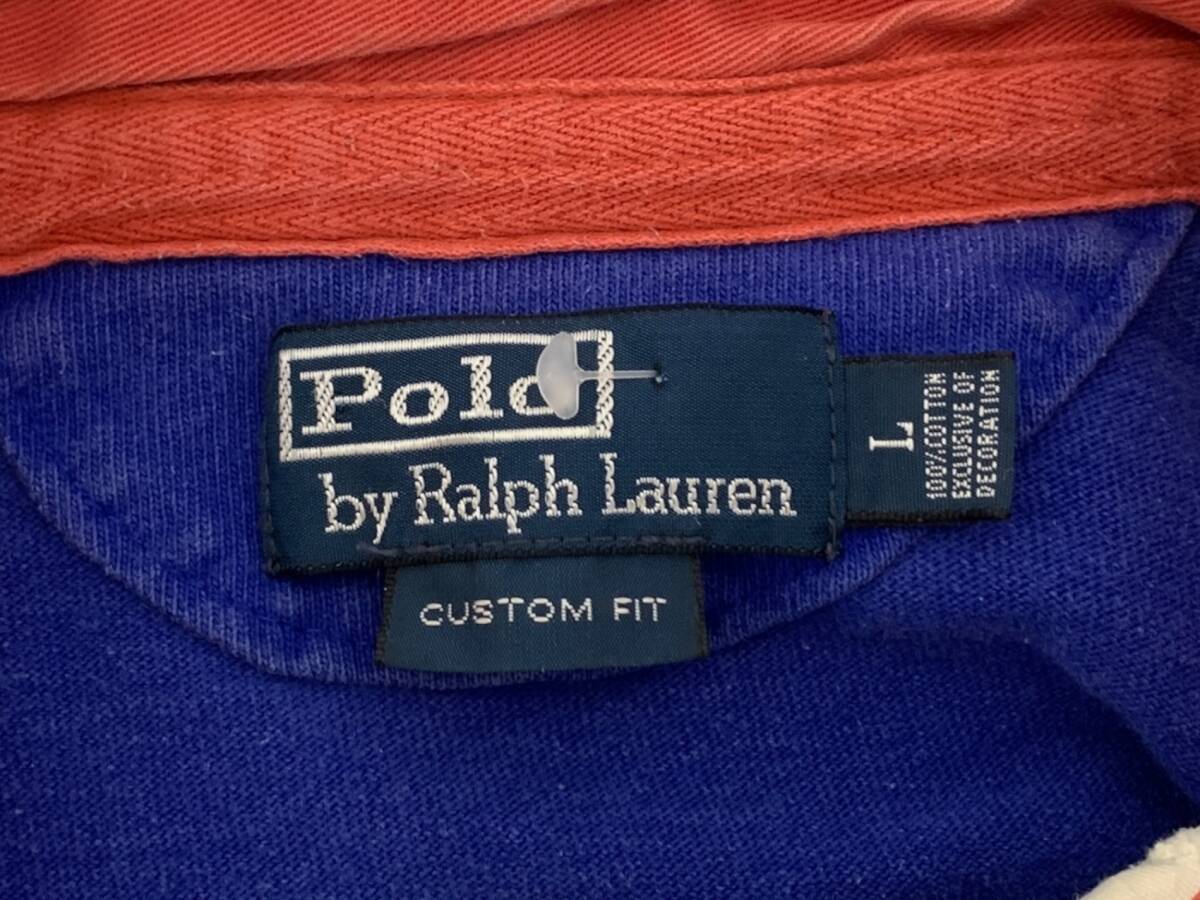 Polo
by Ralph Lauren
CUSTOM FIT
L
100% COTTON
EXCLUSIVE OF
DECORATION